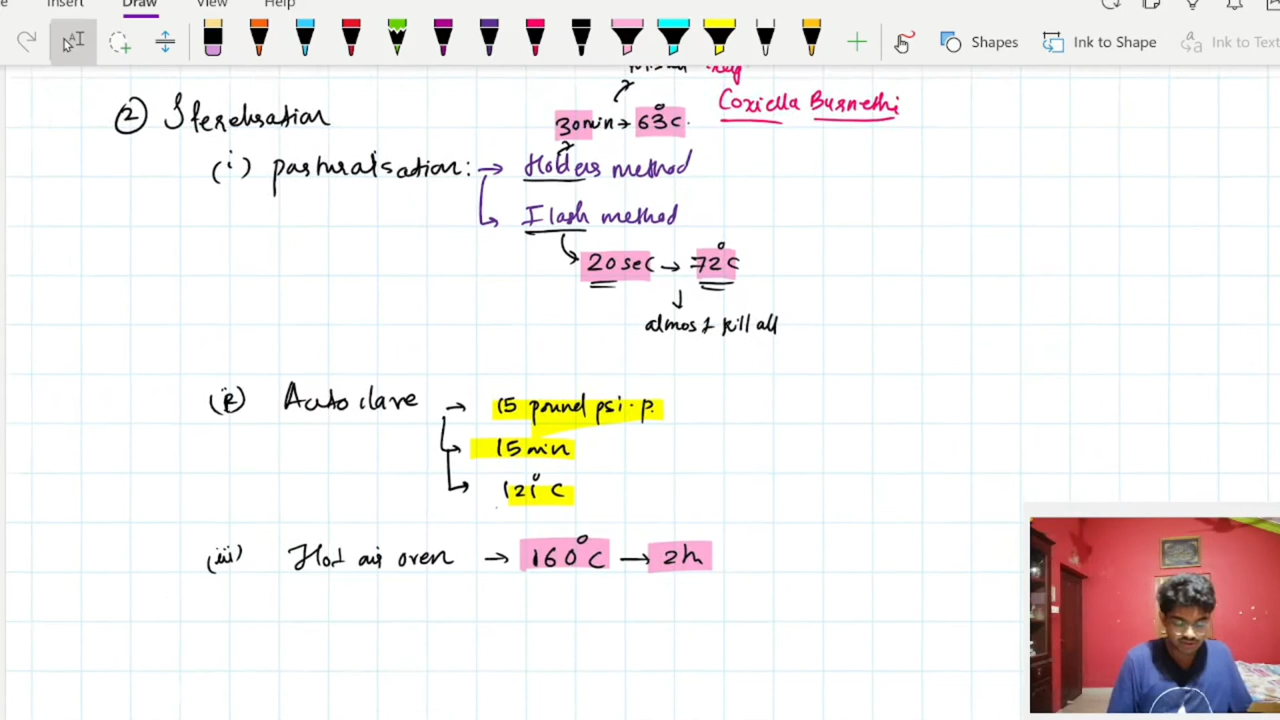 Insert Draw View Help
Shapes Ink to Shape Ink to Text
Coxiella Burnethi
30min → 63°C
② Sterelisation
(i) pasturalsation: → Holders method
Flash method
20sec → 72°C
almost kill all
(ii) Autoclave → 15 pound psi. p.
15min
121°C
(iii) Hot air oven → 160°C → 2h